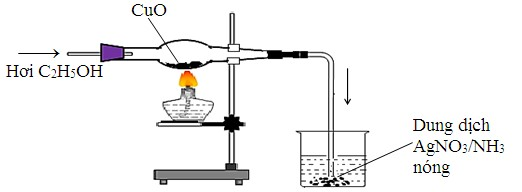 CuO
Hơi C2H5OH
Dung dịch
AgNO3/NH3
nóng